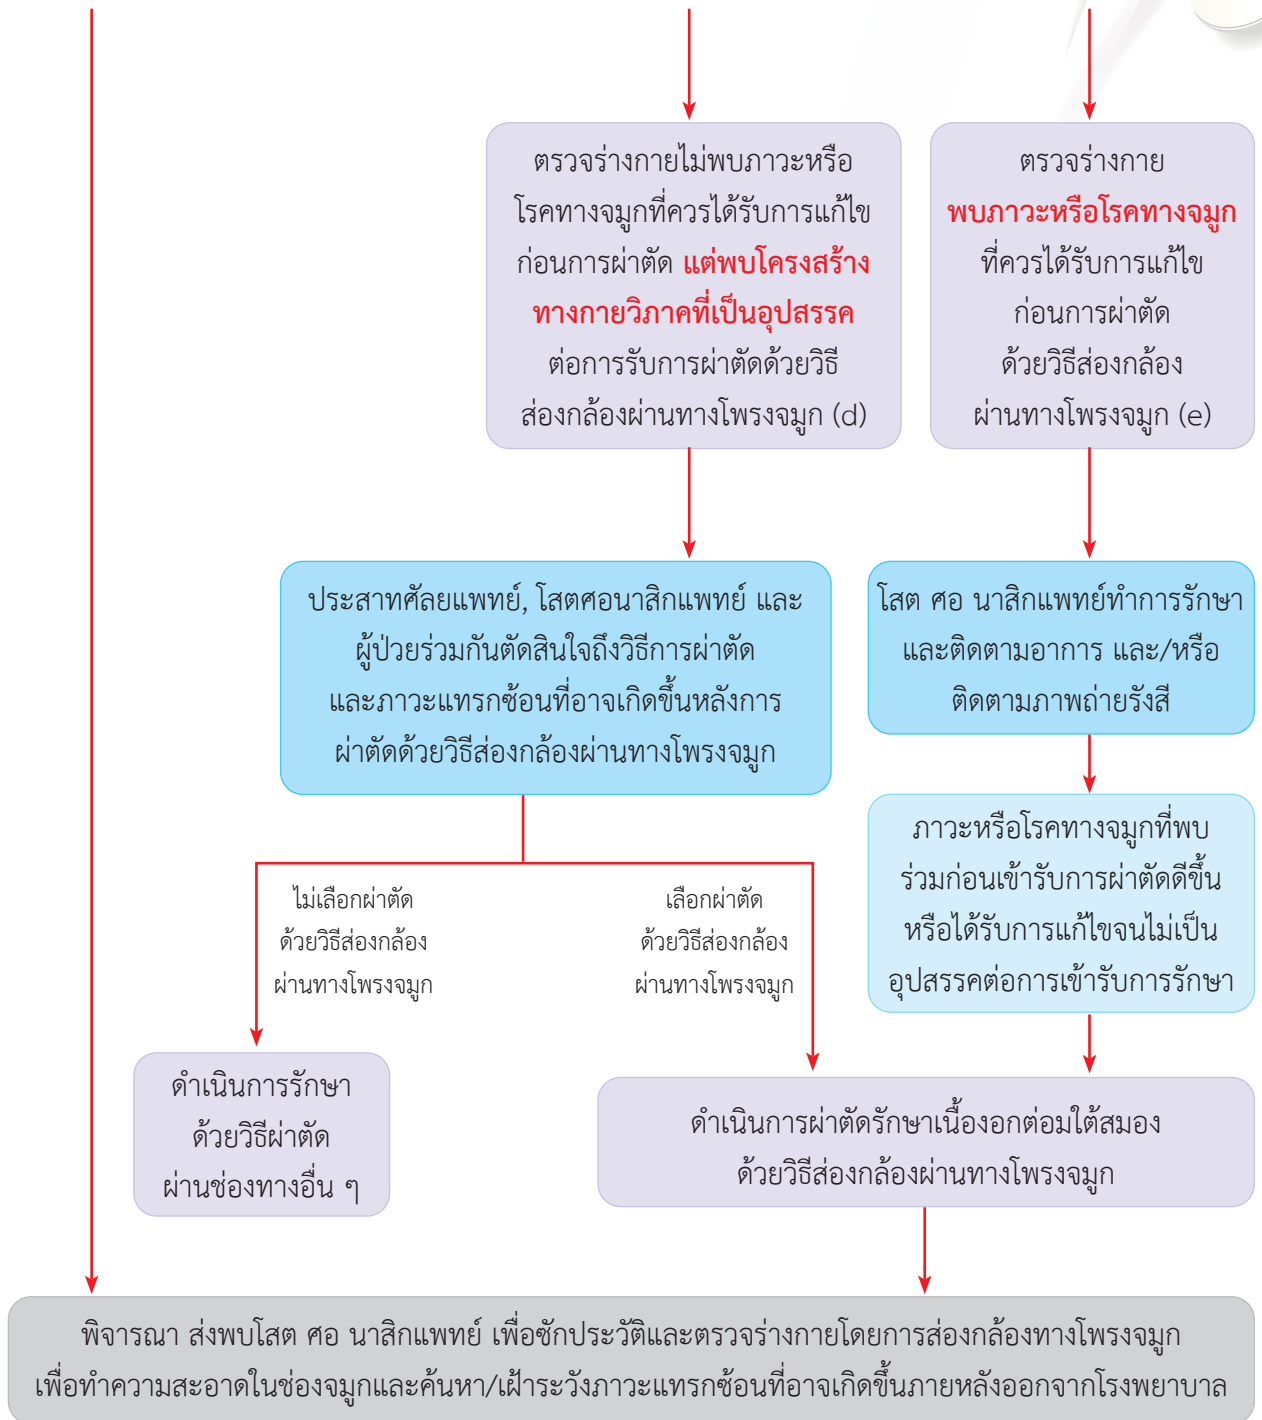 ตรวจร่างกายไม่พบภาวะหรือ
โรคทางจมูกที่ควรได้รับการแก้ไข
ก่อนการผ่าตัด แต่พบโครงสร้าง
ทางกายวิภาคที่เป็นอุปสรรค
ต่อการรับการผ่าตัดด้วยวิธี
ส่องกล้องผ่านทางโพรงจมูก (d)
ตรวจร่างกาย
พบภาวะหรือโรคทางจมูก
ที่ควรได้รับการแก้ไข
ก่อนการผ่าตัด
ด้วยวิธีส่องกล้อง
ผ่านทางโพรงจมูก (e)
ประสาทศัลยแพทย์, โสตศอนาสิกแพทย์ และ
ผู้ป่วยร่วมกันตัดสินใจถึงวิธีการผ่าตัด
และภาวะแทรกซ้อนที่อาจเกิดขึ้นหลังการ
ผ่าตัดด้วยวิธีส่องกล้องผ่านทางโพรงจมูก
โสต ศอ นาสิกแพทย์ทำการรักษา
และติดตามอาการ และ/หรือ
ติดตามภาพถ่ายรังสี
ภาวะหรือโรคทางจมูกที่พบ
ร่วมก่อนเข้ารับการผ่าตัดดีขึ้น
หรือได้รับการแก้ไขจนไม่เป็น
อุปสรรคต่อการเข้ารับการรักษา
ไม่เลือกผ่าตัด
ด้วยวิธีส่องกล้อง
ผ่านทางโพรงจมูก
เลือกผ่าตัด
ด้วยวิธีส่องกล้อง
ผ่านทางโพรงจมูก
ดำเนินการรักษา
ด้วยวิธีผ่าตัด
ผ่านช่องทางอื่น ๆ
ดำเนินการผ่าตัดรักษาเนื้องอกต่อมใต้สมอง
ด้วยวิธีส่องกล้องผ่านทางโพรงจมูก
พิจารณา ส่งพบโสต ศอ นาสิกแพทย์ เพื่อซักประวัติและตรวจร่างกายโดยการส่องกล้องทางโพรงจมูก
เพื่อทำความสะอาดในช่องจมูกและค้นหา/เฝ้าระวังภาวะแทรกซ้อนที่อาจเกิดขึ้นภายหลังออกจากโรงพยาบาล